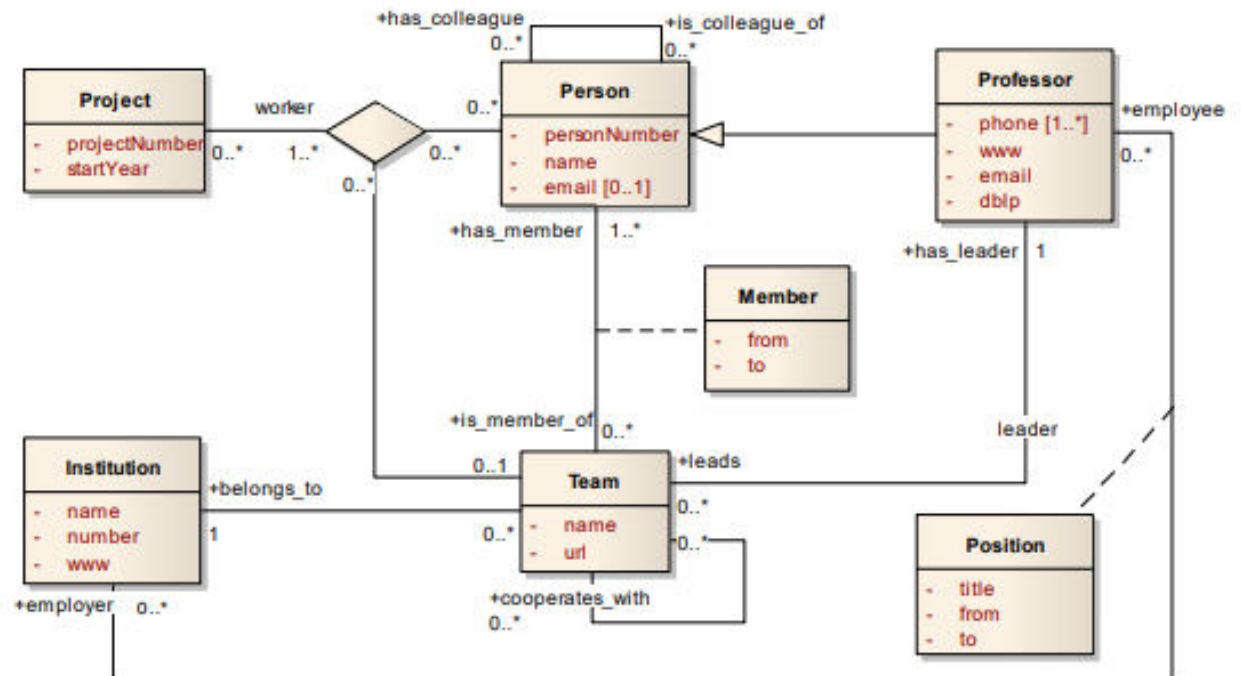 +has_colleague
0..*
+is_colleague_of
0..*
Project
- projectNumber
- startYear
0..*
worker
1..*
0..*
0..*
0..*
Person
- personNumber
- name
- email [0..1]
Professor
- phone [1..*]
- www
- email
- dblp
+employee
0..*
+has_member
1..*
+has_leader
1
Member
- from
- to
+is_member_of
0..*
leader
Institution
- name
- number
- www
+belongs_to
1
0..1
0..*
Team
- name
- url
+leads
0..*
0..*
+cooperates_with
0..*
Position
- title
- from
- to
+employer
0..*